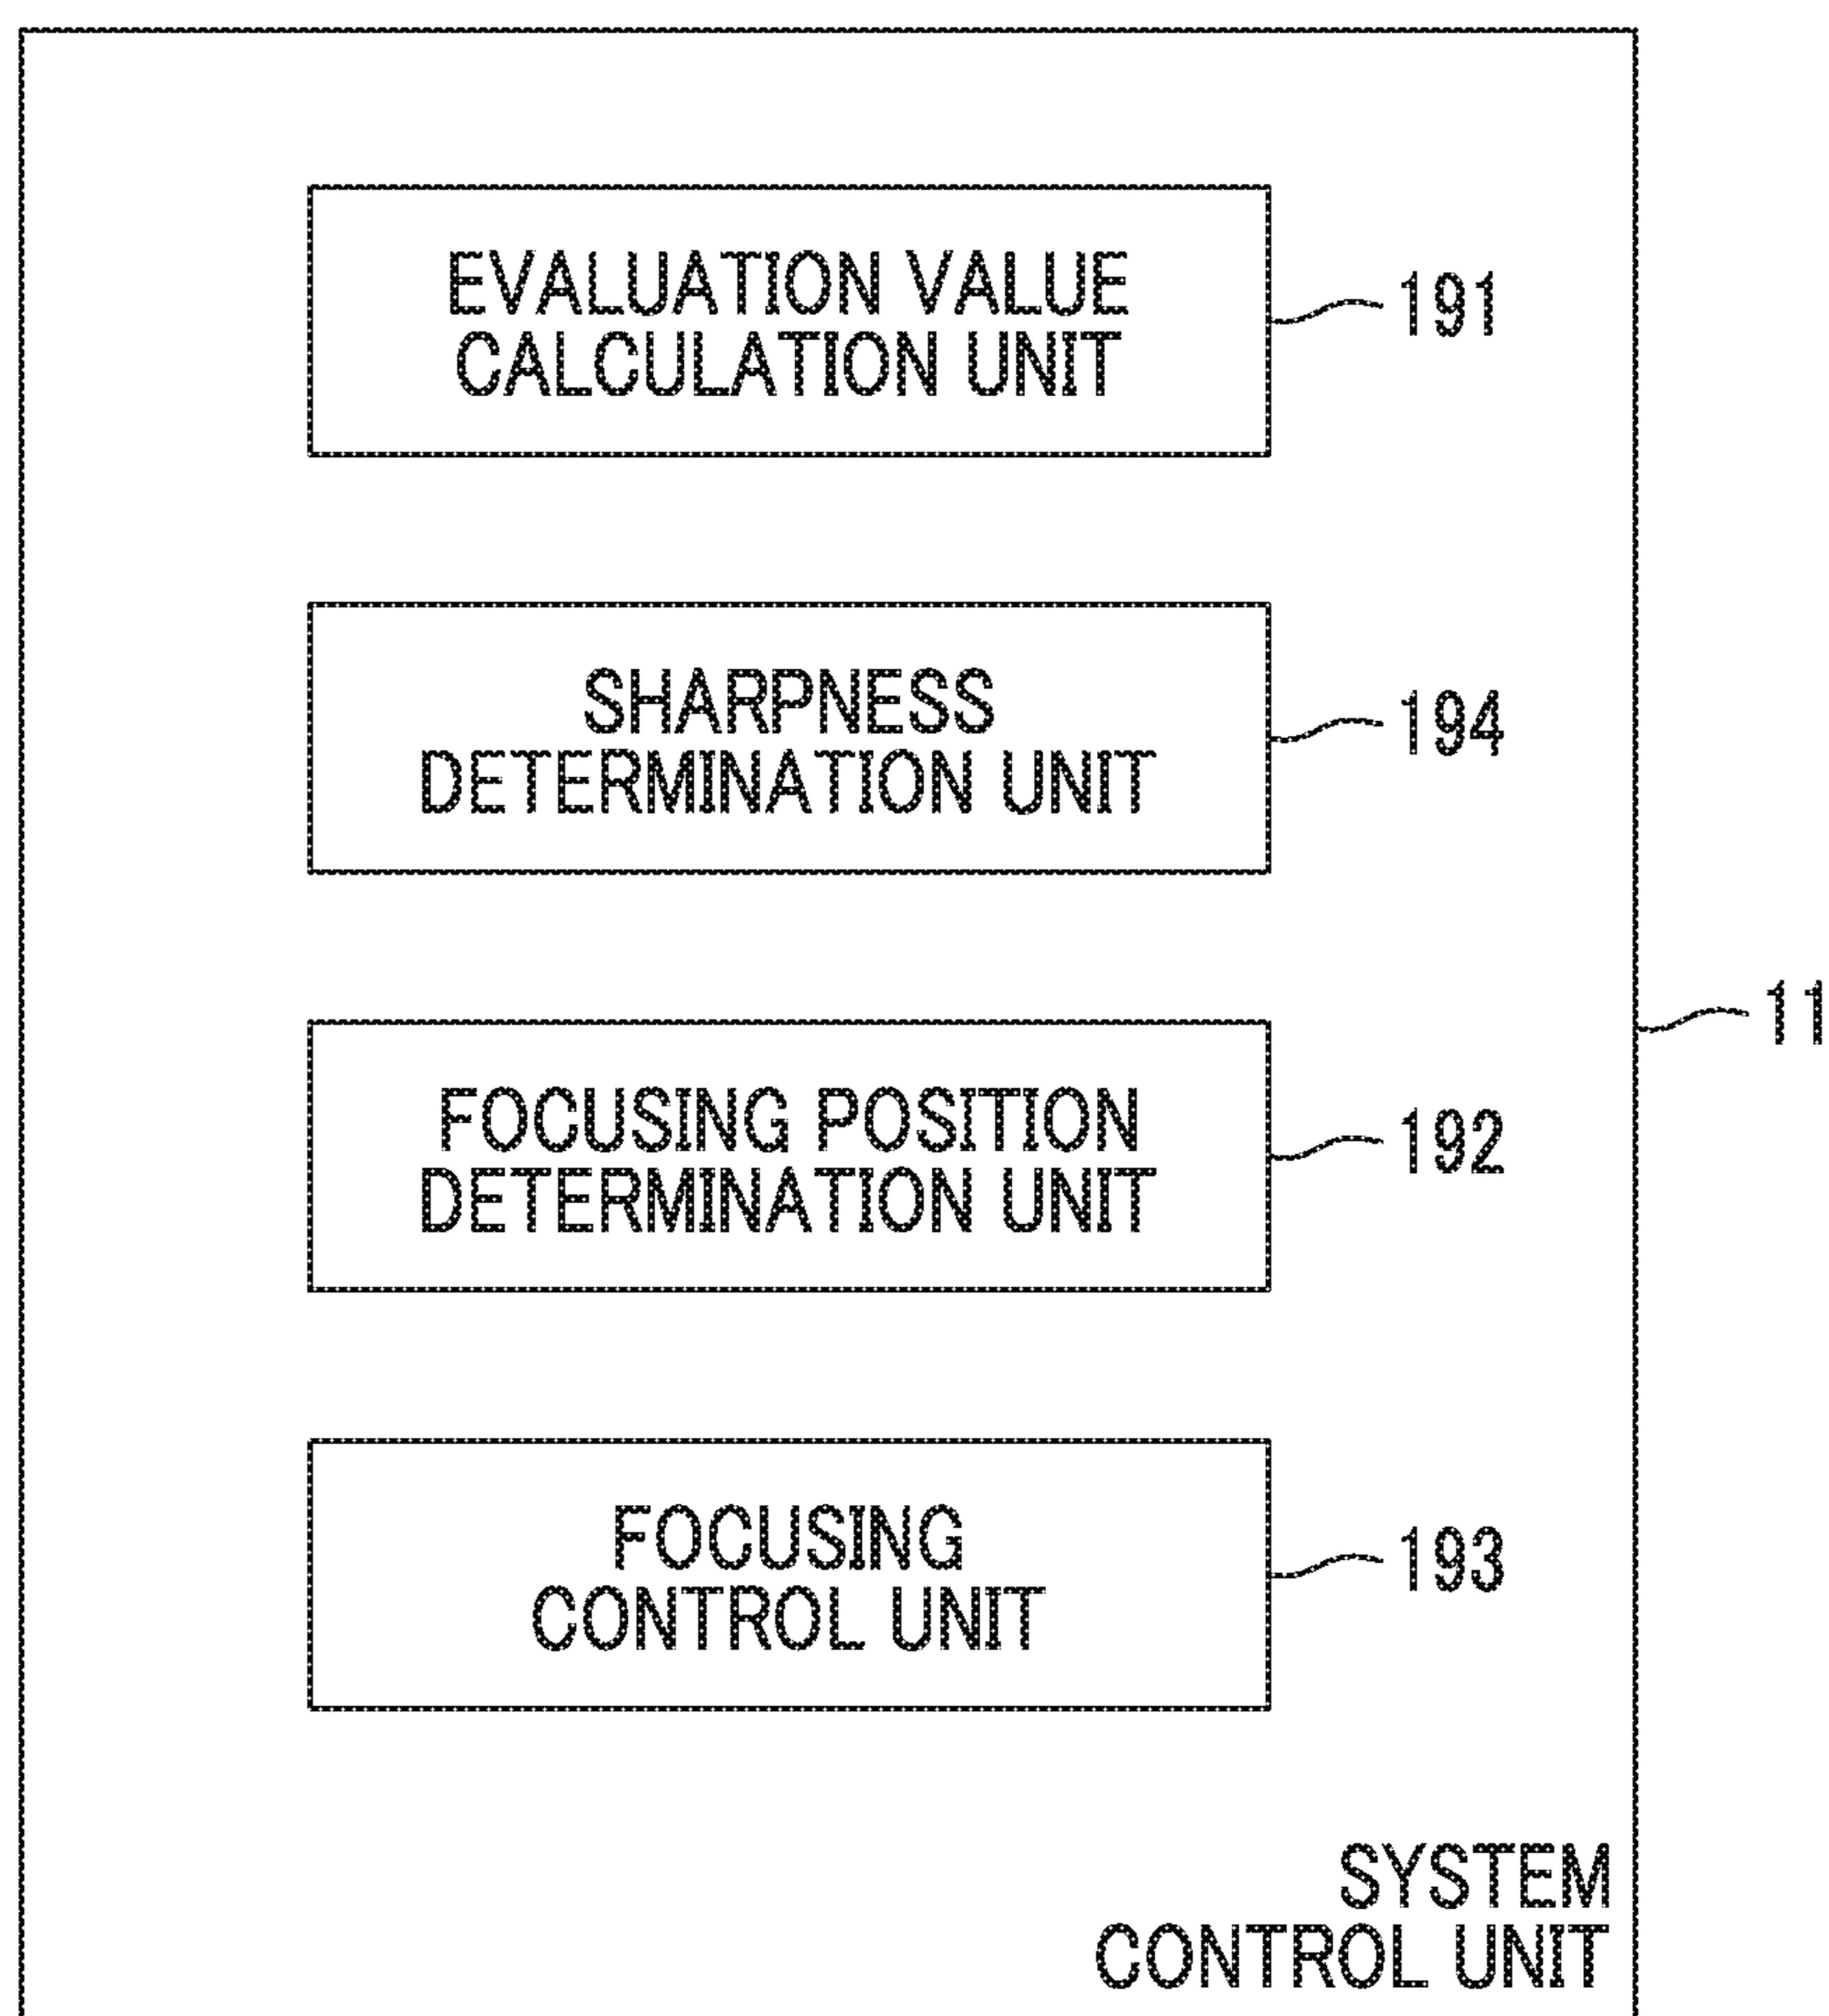 EVALUATION VALUE
CALCULATION UNIT
191
SHARPNESS
DETERMINATION UNIT
194
11
FOCUSING POSITION
DETERMINATION UNIT
192
FOCUSING
CONTROL UNIT
193
SYSTEM
CONTROL UNIT